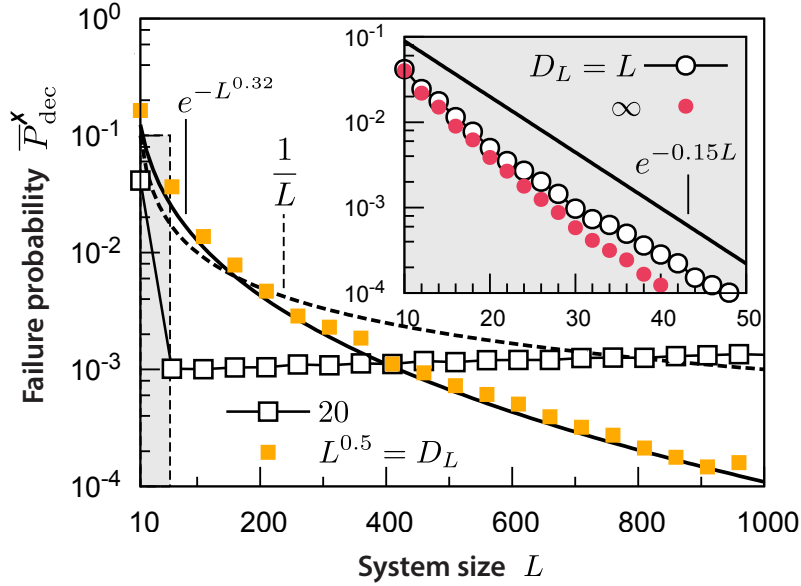 10^0
10^-1
10^-2
10^-3
10^-4
Failure probability P̅^✗_dec
e^{-L^{0.32}}
1/L
20
L^{0.5} = D_L
10 200 400 600 800 1000
System size L
10^-1
10^-2
10^-3
10^-4
D_L = L
∞
e^{-0.15L}
10 20 30 40 50